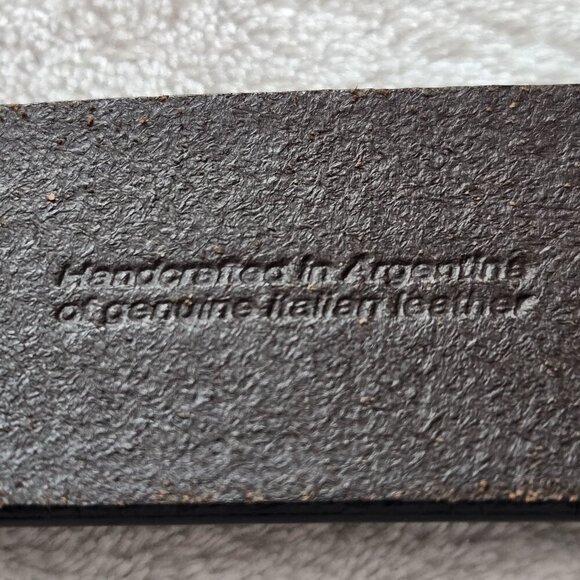 Handcrafted in Argentina
of genuine Italian leather